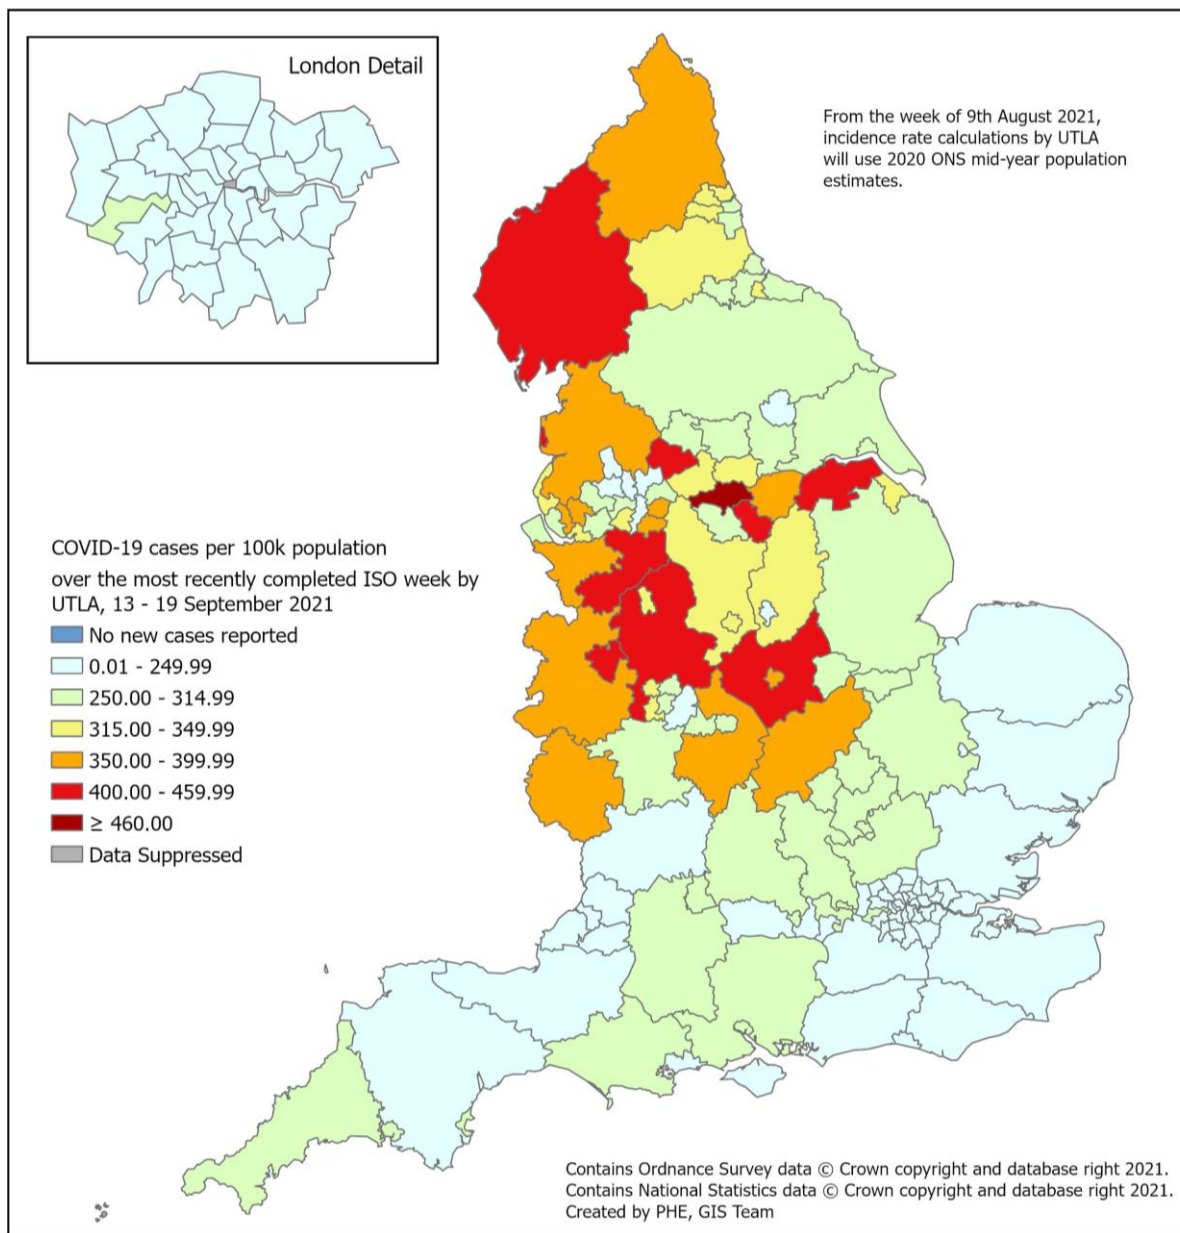 London Detail
From the week of 9th August 2021,
incidence rate calculations by UTLA
will use 2020 ONS mid-year population
estimates.
COVID-19 cases per 100k population
over the most recently completed ISO week by
UTLA, 13 - 19 September 2021
No new cases reported
0.01 - 249.99
250.00 - 314.99
315.00 - 349.99
350.00 - 399.99
400.00 - 459.99
≥ 460.00
Data Suppressed
Contains Ordnance Survey data © Crown copyright and database right 2021.
Contains National Statistics data © Crown copyright and database right 2021.
Created by PHE, GIS Team